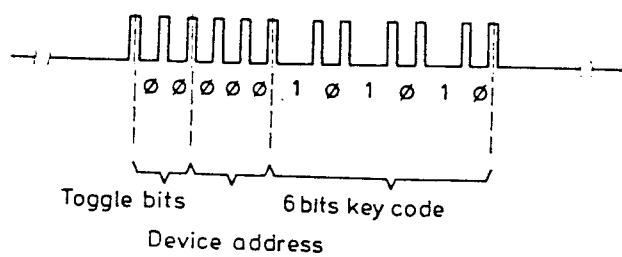 Ø Ø Ø Ø Ø 1 Ø 1 Ø 1 Ø
Toggle bits 6 bits key code
Device address